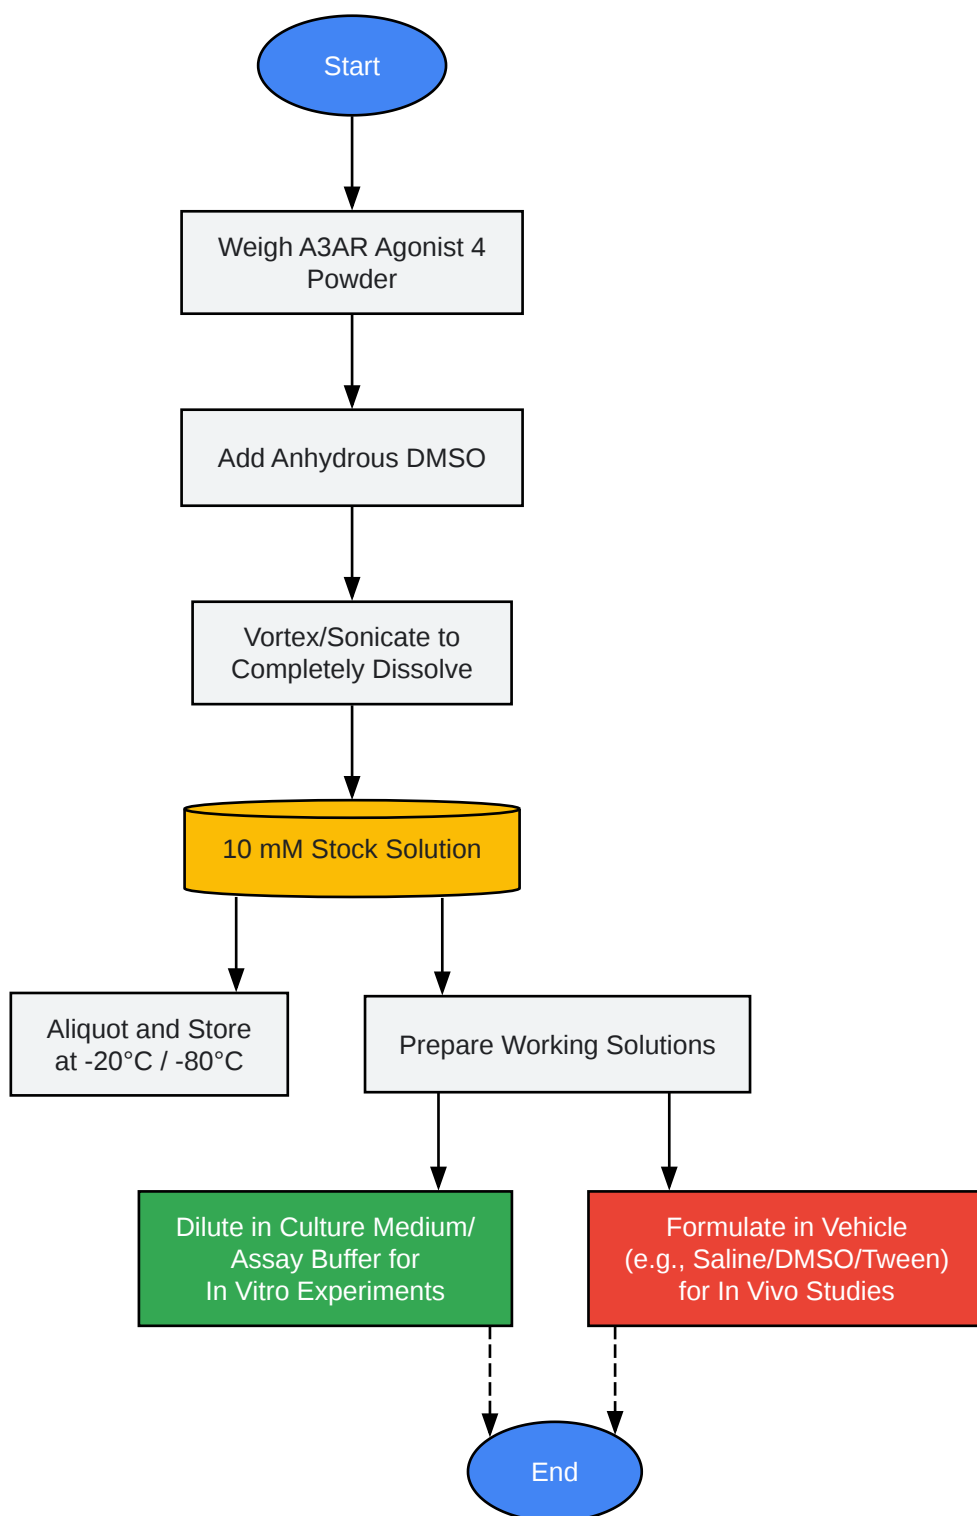 Start
Weigh A3AR Agonist 4
Powder
Add Anhydrous DMSO
Vortex/Sonicate to
Completely Dissolve
10 mM Stock Solution
Aliquot and Store
at -20°C / -80°C
Prepare Working Solutions
Dilute in Culture Medium/
Assay Buffer for
In Vitro Experiments
Formulate in Vehicle
(e.g., Saline/DMSO/Tween)
for In Vivo Studies
End